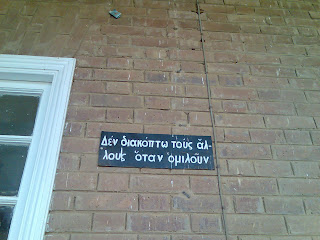 Δέν διακόπτω τούς ἄλ-
λους ὅταν ὁμιλοῦν